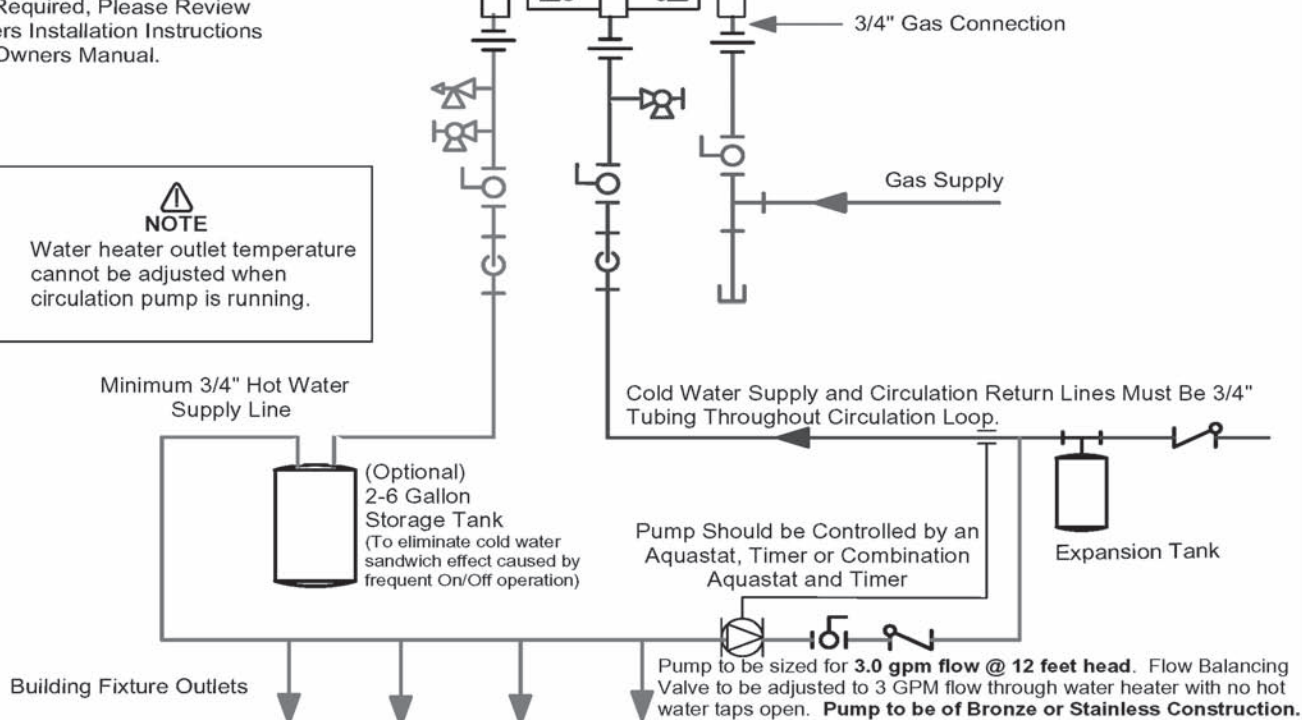 Required, Please Review
ers Installation Instructions
Owners Manual.
3/4" Gas Connection
Gas Supply
NOTE
Water heater outlet temperature
cannot be adjusted when
circulation pump is running.
Minimum 3/4" Hot Water
Supply Line
Cold Water Supply and Circulation Return Lines Must Be 3/4"
Tubing Throughout Circulation Loop.
(Optional)
2-6 Gallon
Storage Tank
(To eliminate cold water
sandwich effect caused by
frequent On/Off operation)
Pump Should be Controlled by an
Aquastat, Timer or Combination
Aquastat and Timer
Expansion Tank
Building Fixture Outlets
Pump to be sized for 3.0 gpm flow @ 12 feet head. Flow Balancing
Valve to be adjusted to 3 GPM flow through water heater with no hot
water taps open. Pump to be of Bronze or Stainless Construction.